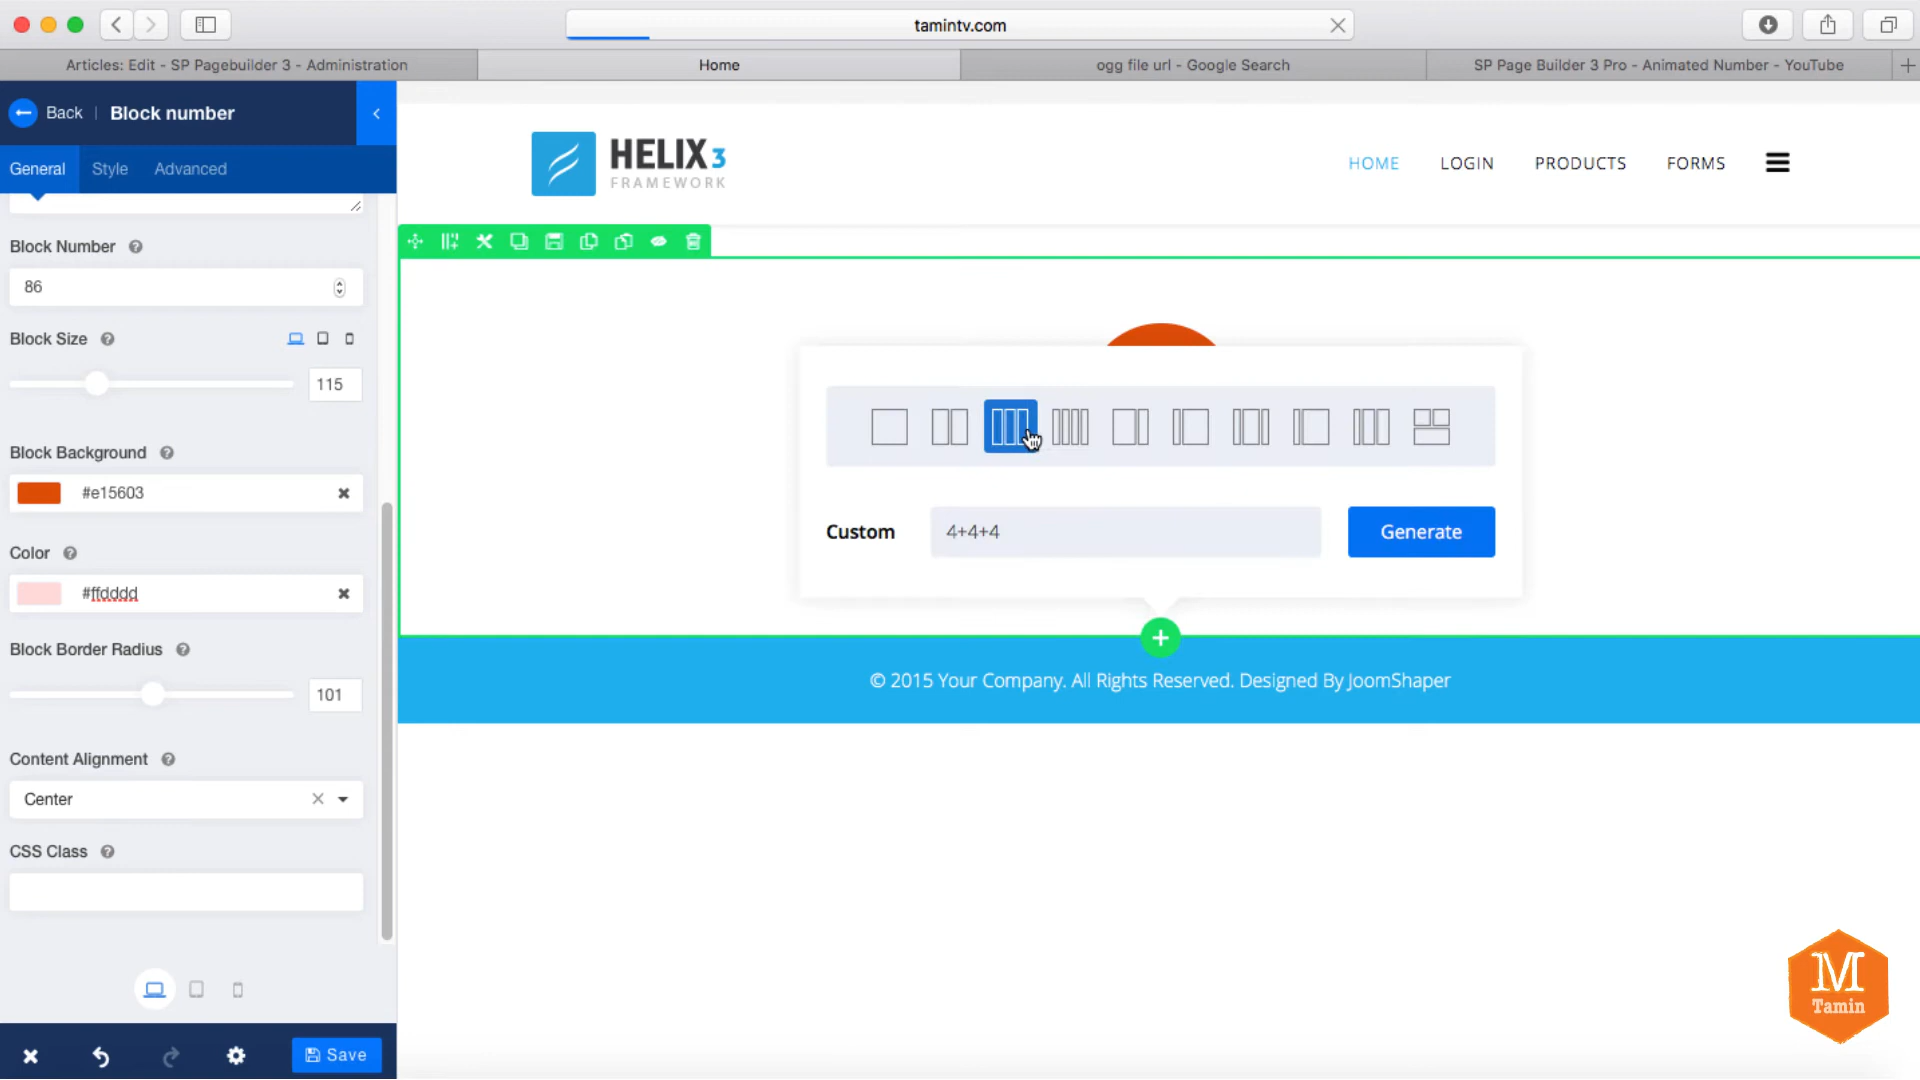 tamintv.com
Articles: Edit - SP Pagebuilder 3 - Administration
Home
ogg file url - Google Search
SP Page Builder 3 Pro - Animated Number - YouTube
Back
Block number
General
Style
Advanced
HELIX 3
FRAMEWORK
HOME
LOGIN
PRODUCTS
FORMS
Block Number
86
Block Size
115
Block Background
#e15603
Color
#ffdddd
Block Border Radius
101
Content Alignment
Center
CSS Class
Custom
4+4+4
Generate
© 2015 Your Company. All Rights Reserved. Designed By JoomShaper
Save
M
Tamin